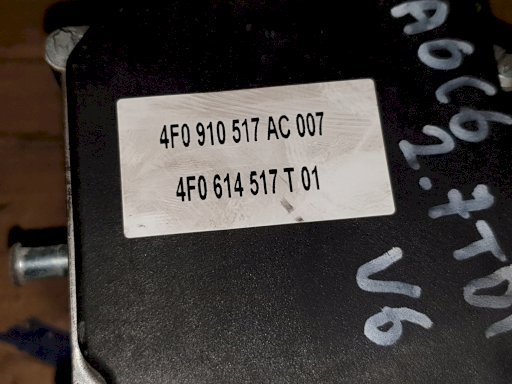 4F0 910 517 AC 007
4F0 614 517 T 01
A6C6
2.7TDI
V6